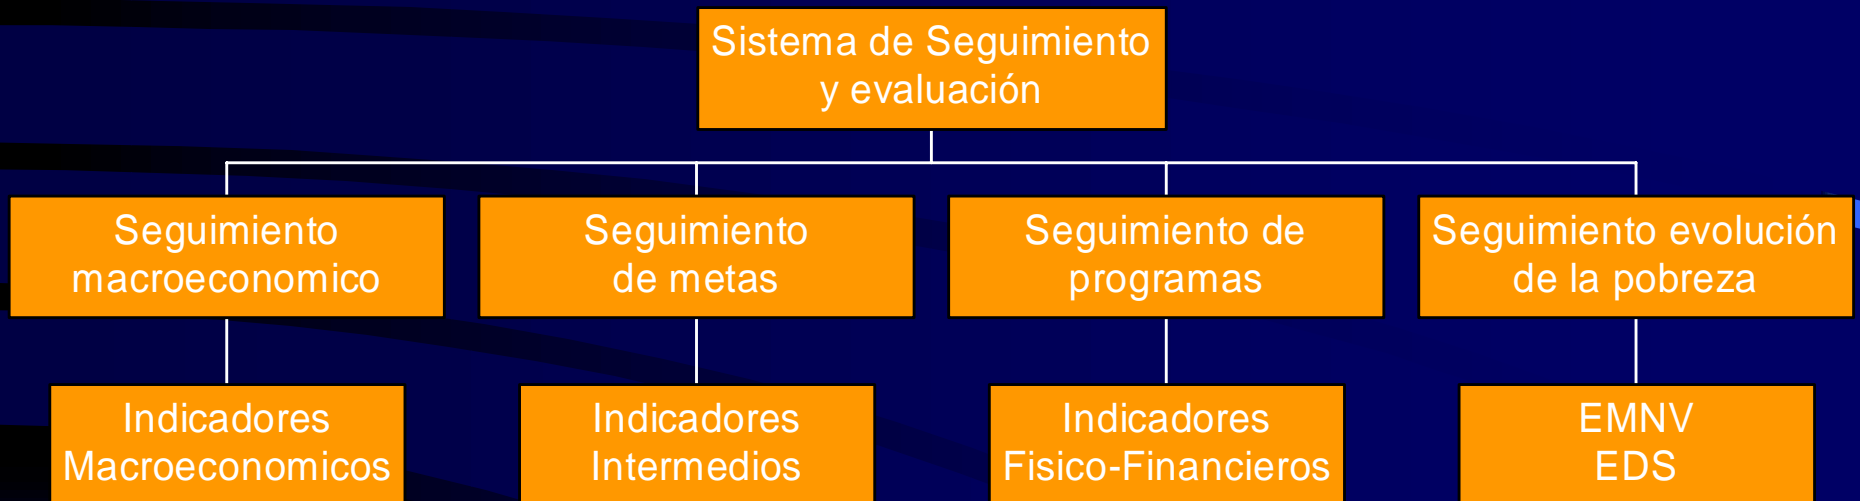 Sistema de Seguimiento
y evaluación
Seguimiento
macroeconomico
Seguimiento
de metas
Seguimiento de
programas
Seguimiento evolución
de la pobreza
Indicadores
Macroeconomicos
Indicadores
Intermedios
Indicadores
Fisico-Financieros
EMNV
EDS